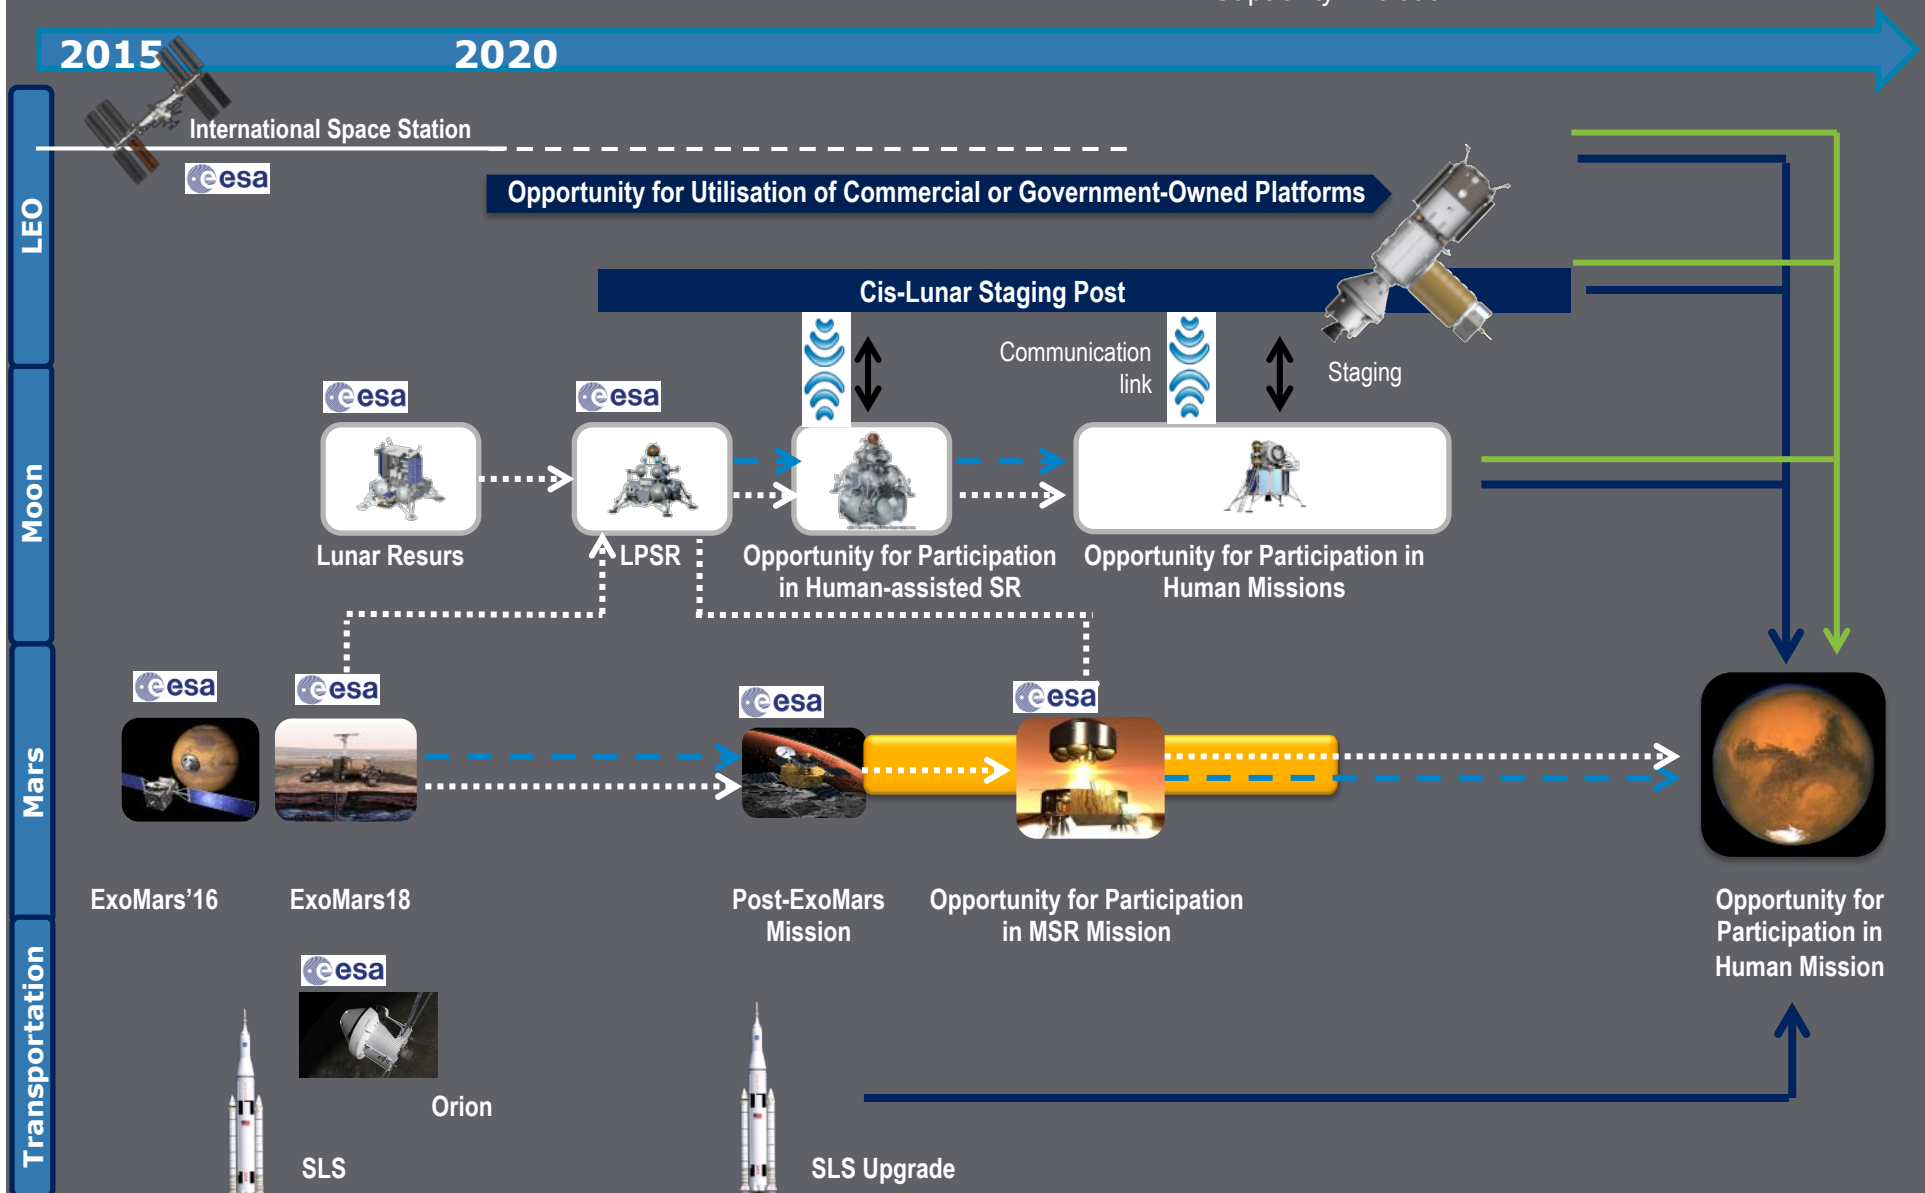 2015
2020
LEO
International Space Station
esa
Opportunity for Utilisation of Commercial or Government-Owned Platforms
Cis-Lunar Staging Post
Communication
link
Staging
Moon
esa
esa
Lunar Resurs
LPSR
Opportunity for Participation
in Human-assisted SR
Opportunity for Participation in
Human Missions
Mars
esa
esa
esa
esa
ExoMars’16
ExoMars18
Post-ExoMars
Mission
Opportunity for Participation
in MSR Mission
Opportunity for
Participation in
Human Mission
Transportation
esa
Orion
SLS
SLS Upgrade